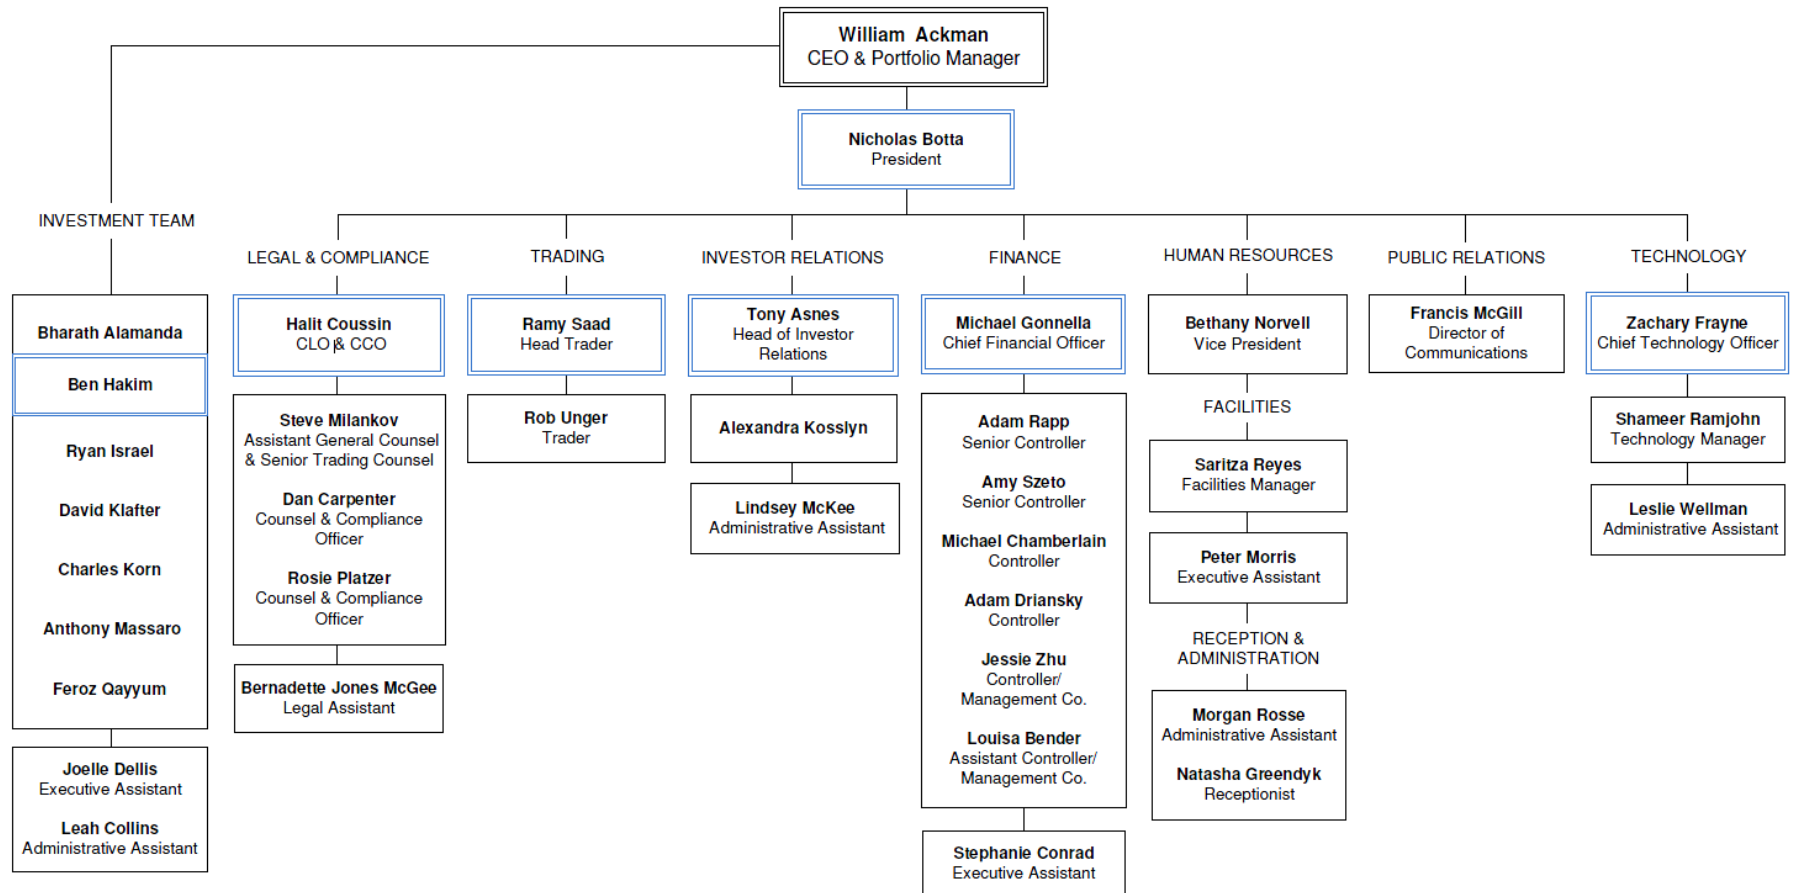 William Ackman
CEO & Portfolio Manager
Nicholas Botta
President
INVESTMENT TEAM
Bharath Alamanda
Ben Hakim
Ryan Israel
David Klafter
Charles Korn
Anthony Massaro
Feroz Qayyum
Joelle Dellis
Executive Assistant
Leah Collins
Administrative Assistant
LEGAL & COMPLIANCE
Halit Coussin
CLO & CCO
Steve Milankov
Assistant General Counsel
& Senior Trading Counsel
Dan Carpenter
Counsel & Compliance
Officer
Rosie Platzer
Counsel & Compliance
Officer
Bernadette Jones McGee
Legal Assistant
TRADING
Ramy Saad
Head Trader
Rob Unger
Trader
INVESTOR RELATIONS
Tony Asnes
Head of Investor
Relations
Alexandra Kosslyn
Lindsey McKee
Administrative Assistant
FINANCE
Michael Gonnella
Chief Financial Officer
Adam Rapp
Senior Controller
Amy Szeto
Senior Controller
Michael Chamberlain
Controller
Adam Driansky
Controller
Jessie Zhu
Controller/
Management Co.
Louisa Bender
Assistant Controller/
Management Co.
Stephanie Conrad
Executive Assistant
HUMAN RESOURCES
Bethany Norvell
Vice President
FACILITIES
Saritza Reyes
Facilities Manager
Peter Morris
Executive Assistant
RECEPTION &
ADMINISTRATION
Morgan Rosse
Administrative Assistant
Natasha Greendyk
Receptionist
PUBLIC RELATIONS
Francis McGill
Director of
Communications
TECHNOLOGY
Zachary Frayne
Chief Technology Officer
Shameer Ramjohn
Technology Manager
Leslie Wellman
Administrative Assistant